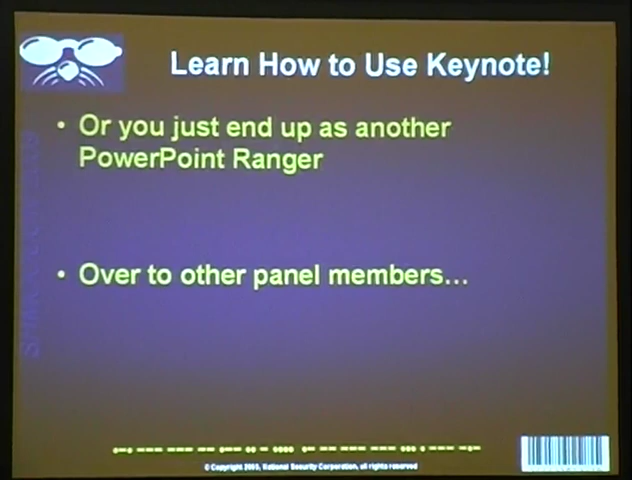 Learn How to Use Keynote!
• Or you just end up as another
PowerPoint Ranger
• Over to other panel members...
© Copyright 2003, National Security Corporation, all rights reserved